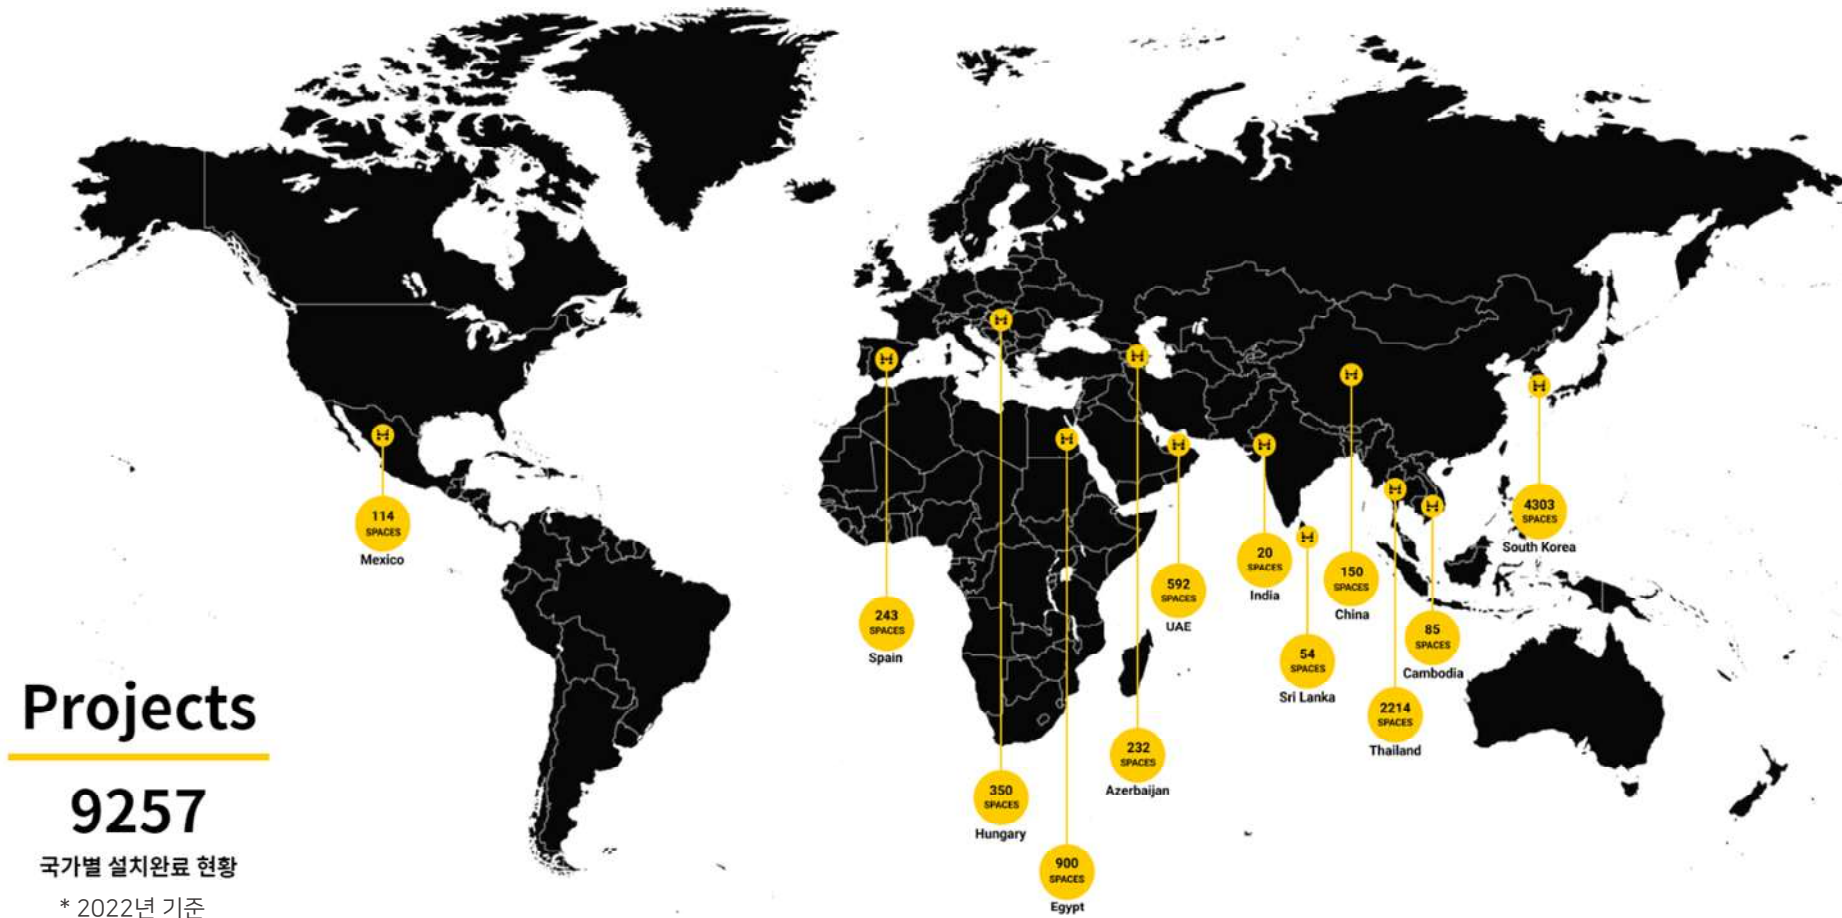 114
SPACES
Mexico
243
SPACES
Spain
350
SPACES
Hungary
900
SPACES
Egypt
232
SPACES
Azerbaijan
592
SPACES
UAE
20
SPACES
India
54
SPACES
Sri Lanka
150
SPACES
China
2214
SPACES
Thailand
85
SPACES
Cambodia
4303
SPACES
South Korea
Projects
9257
국가별 설치완료 현황
* 2022년 기준